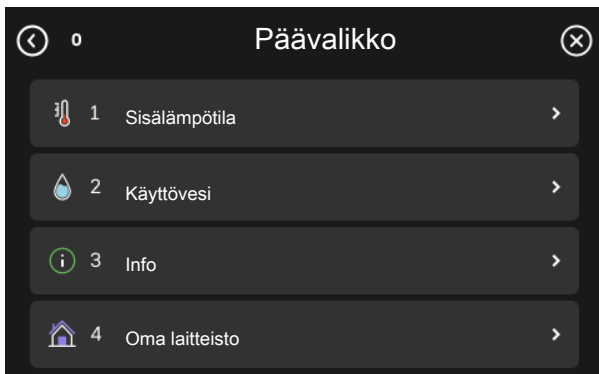 0 Päävalikko
1 Sisälämpötila
2 Käyttövesi
3 Info
4 Oma laitteisto